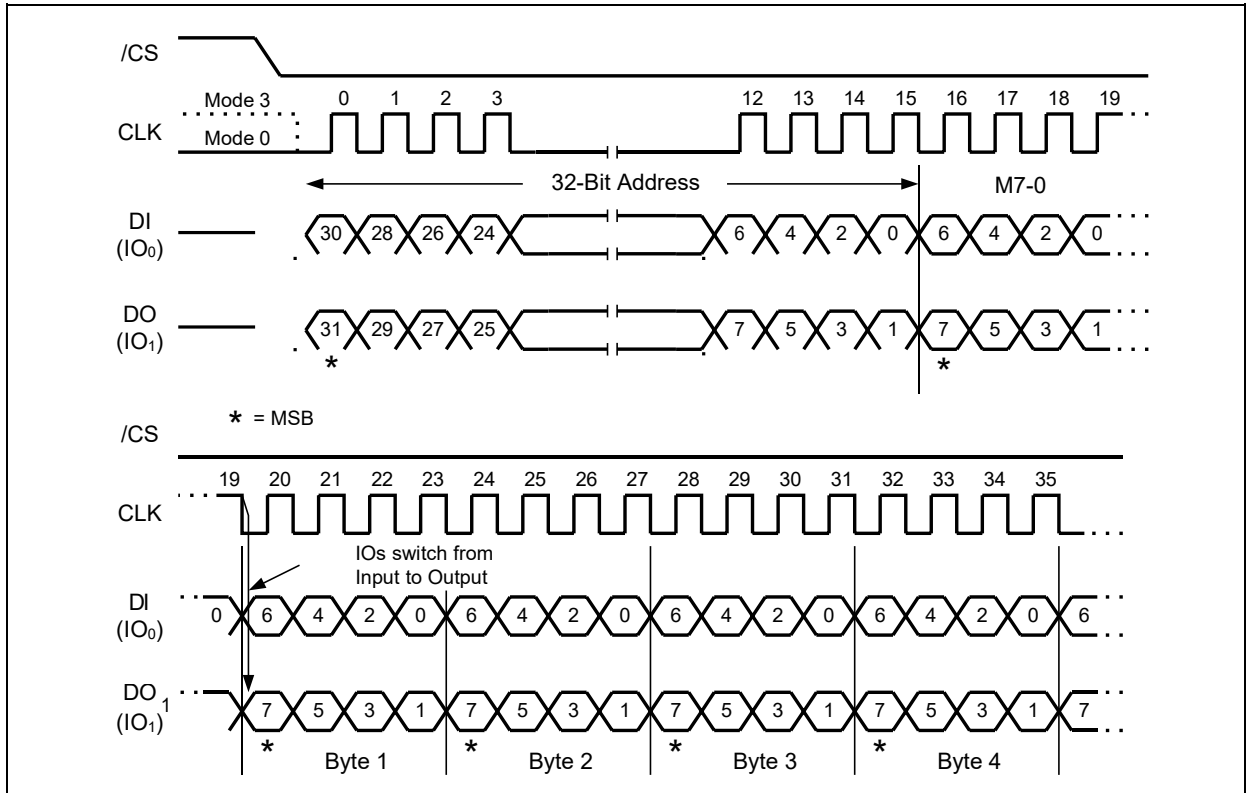 /CS
Mode 3 0 1 2 3 12 13 14 15 16 17 18 19
CLK
Mode 0
32-Bit Address M7-0
DI
(IO0) 30 28 26 24 6 4 2 0 6 4 2 0
DO
(IO1) 31 29 27 25 7 5 3 1 7 5 3 1
* *
* = MSB
/CS
19 20 21 22 23 24 25 26 27 28 29 30 31 32 33 34 35
CLK
IOs switch from
Input to Output
DI
(IO0) 0 6 4 2 0 6 4 2 0 6 4 2 0 6 4 2 0 6
DO
(IO1) 1 7 5 3 1 7 5 3 1 7 5 3 1 7 5 3 1 7
* * * *
Byte 1 Byte 2 Byte 3 Byte 4